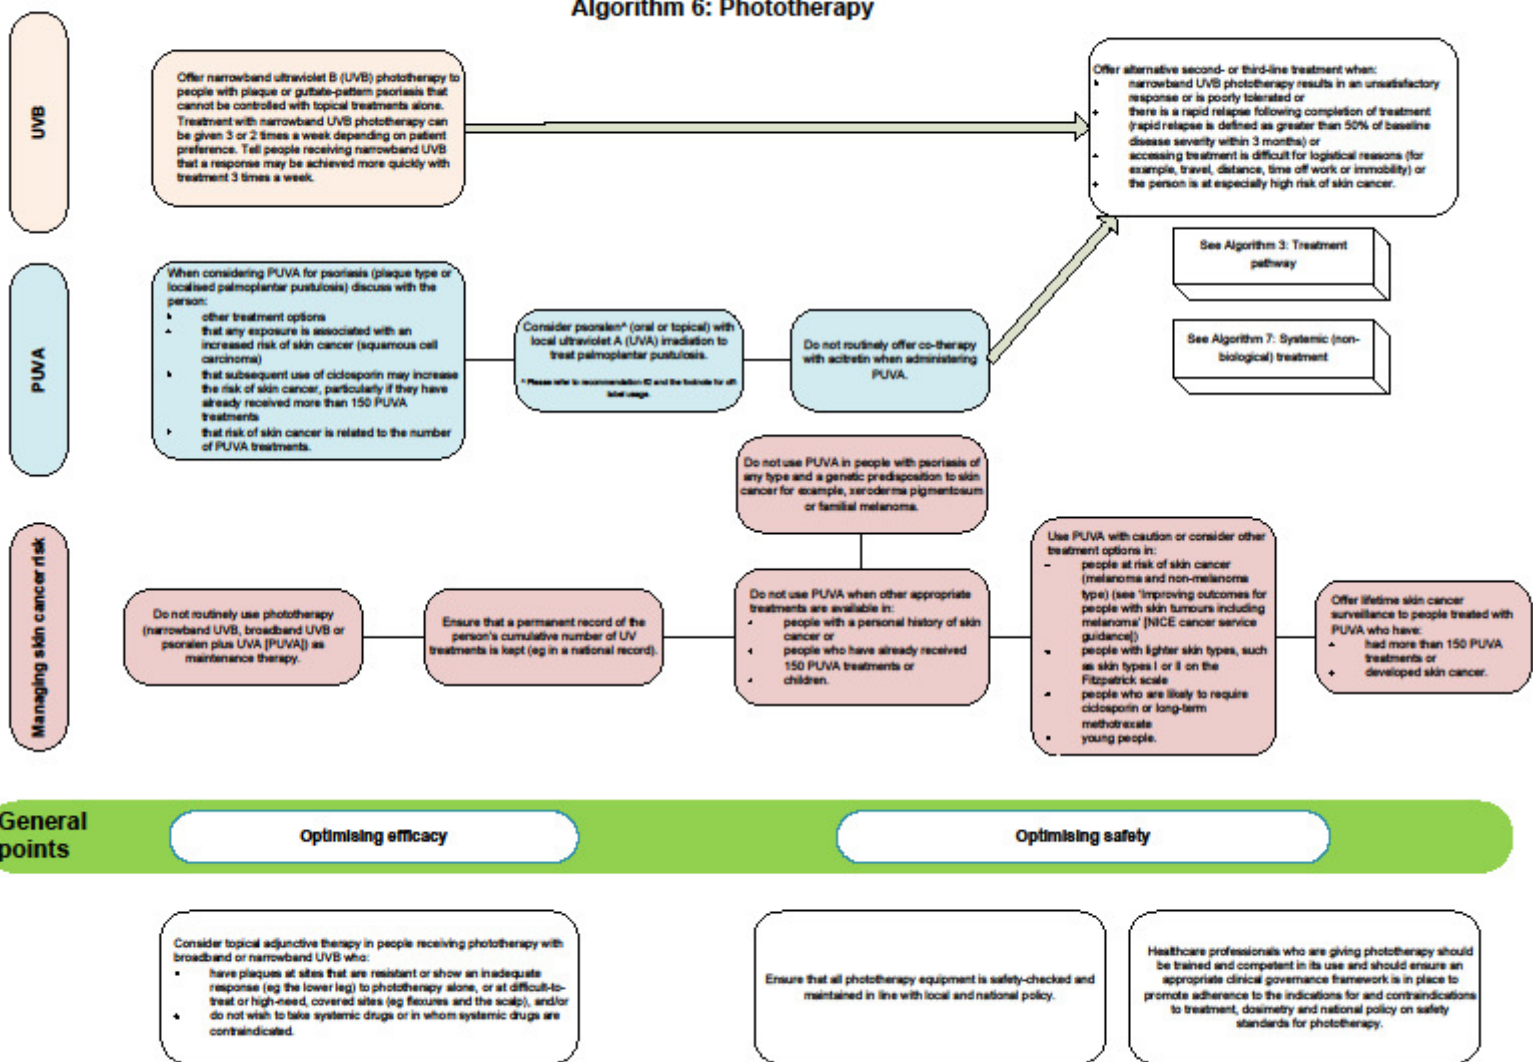 Algorithm 6: Phototherapy
UVB
Offer narrowband ultraviolet B (UVB) phototherapy to
people with plaque or guttate-pattern psoriasis that
cannot be controlled with topical treatments alone.
Treatment with narrowband UVB phototherapy can
be given 3 or 2 times a week depending on patient
preference. Tell people receiving narrowband UVB
that a response may be achieved more quickly with
treatment 3 times a week.
Offer alternative second- or third-line treatment when:
narrowband UVB phototherapy results in an unsatisfactory
response or is poorly tolerated or
there is a rapid relapse following completion of treatment
(rapid relapse is defined as greater than 50% of baseline
disease severity within 3 months) or
accessing treatment is difficult for logistical reasons (for
example, travel, distance, time off work or immobility) or
the person is at especially high risk of skin cancer.
See Algorithm 3: Treatment
pathway
See Algorithm 7: Systemic (non-
biological) treatment
PUVA
When considering PUVA for psoriasis (plaque type or
localised palmoplantar pustulosis) discuss with the
person:
other treatment options
that any exposure is associated with an
increased risk of skin cancer (squamous cell
carcinoma)
that subsequent use of ciclosporin may increase
the risk of skin cancer, particularly if they have
already received more than 150 PUVA
treatments
that risk of skin cancer is related to the number
of PUVA treatments.
Consider psoralen^ (oral or topical) with
local ultraviolet A (UVA) irradiation to
treat palmoplantar pustulosis.
^ Please refer to recommendation and the footnote for off-
label usage.
Do not routinely offer co-therapy
with acitretin when administering
PUVA.
Managing skin cancer risk
Do not routinely use phototherapy
(narrowband UVB, broadband UVB or
psoralen plus UVA [PUVA]) as
maintenance therapy.
Ensure that a permanent record of the
person's cumulative number of UV
treatments is kept (eg in a national record).
Do not use PUVA in people with psoriasis of
any type and a genetic predisposition to skin
cancer for example, xeroderma pigmentosum
or familial melanoma.
Do not use PUVA when other appropriate
treatments are available in:
people with a personal history of skin
cancer or
people who have already received
150 PUVA treatments or
children.
Use PUVA with caution or consider other
treatment options in:
people at risk of skin cancer
(melanoma and non-melanoma
type) (see 'Improving outcomes for
people with skin tumours including
melanoma' [NICE cancer service
guidance])
people with lighter skin types, such
as skin types I or II on the
Fitzpatrick scale
people who are likely to require
ciclosporin or long-term
methotrexate
young people.
Offer lifetime skin cancer
surveillance to people treated with
PUVA who have:
had more than 150 PUVA
treatments or
developed skin cancer.
General
points
Optimising efficacy
Optimising safety
Consider topical adjunctive therapy in people receiving phototherapy with
broadband or narrowband UVB who:
have plaques at sites that are resistant or show an inadequate
response (eg the lower leg) to phototherapy alone, or at difficult-to-
treat or high-need, covered sites (eg flexures and the scalp), and/or
do not wish to take systemic drugs or in whom systemic drugs are
contraindicated.
Ensure that all phototherapy equipment is safety-checked and
maintained in line with local and national policy.
Healthcare professionals who are giving phototherapy should
be trained and competent in its use and should ensure an
appropriate clinical governance framework is in place to
promote adherence to the indications for and contraindications
to treatment, dosimetry and national policy on safety
standards for phototherapy.